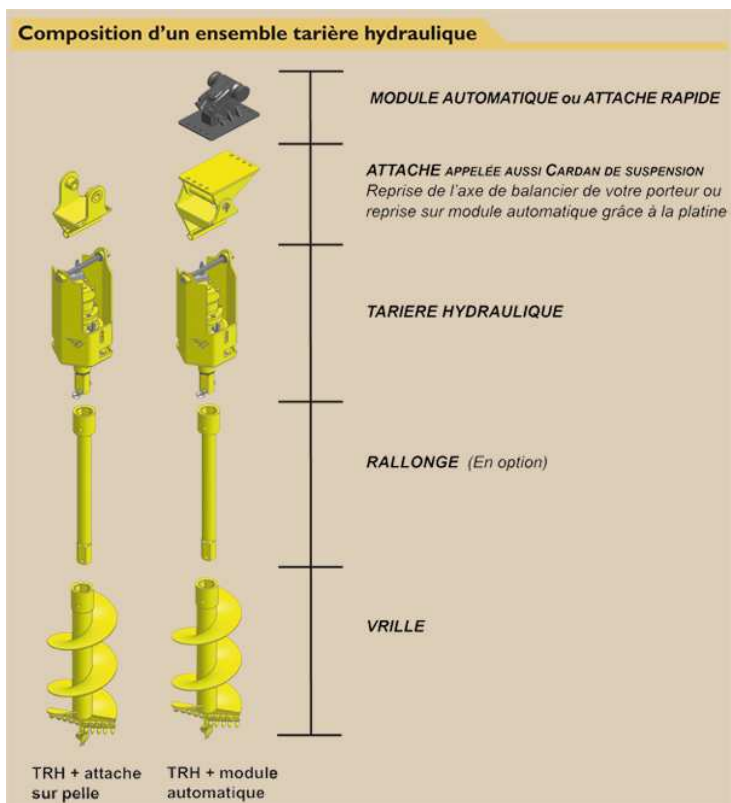 Composition d'un ensemble tarière hydraulique
MODULE AUTOMATIQUE ou ATTACHE RAPIDE
ATTACHE APPELÉE AUSSI CARDAN DE SUSPENSION
Reprise de l'axe de balancier de votre porteur ou
reprise sur module automatique grâce à la platine
TARIERE HYDRAULIQUE
RALLONGE (En option)
VRILLE
TRH + attache
sur pelle
TRH + module
automatique